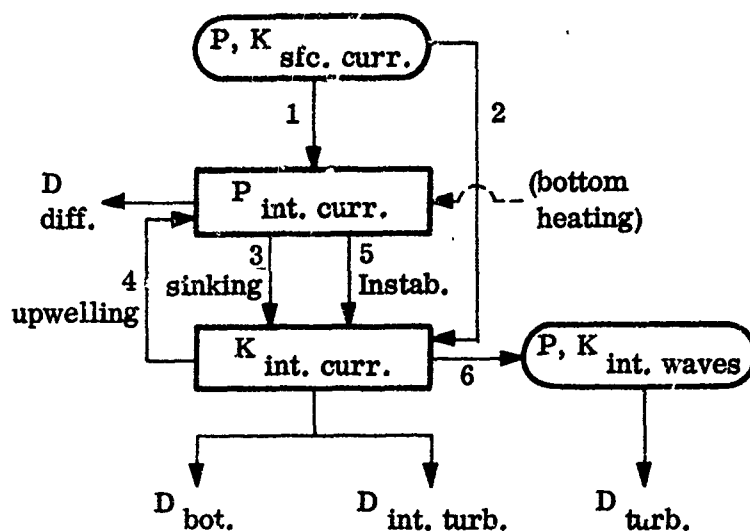 P, K sfc. curr.
1
2
D diff.
P int. curr.
(bottom heating)
3
sinking
5
Instab.
4
upwelling
K int. curr.
6
P, K int. waves
D bot.
D int. turb.
D turb.